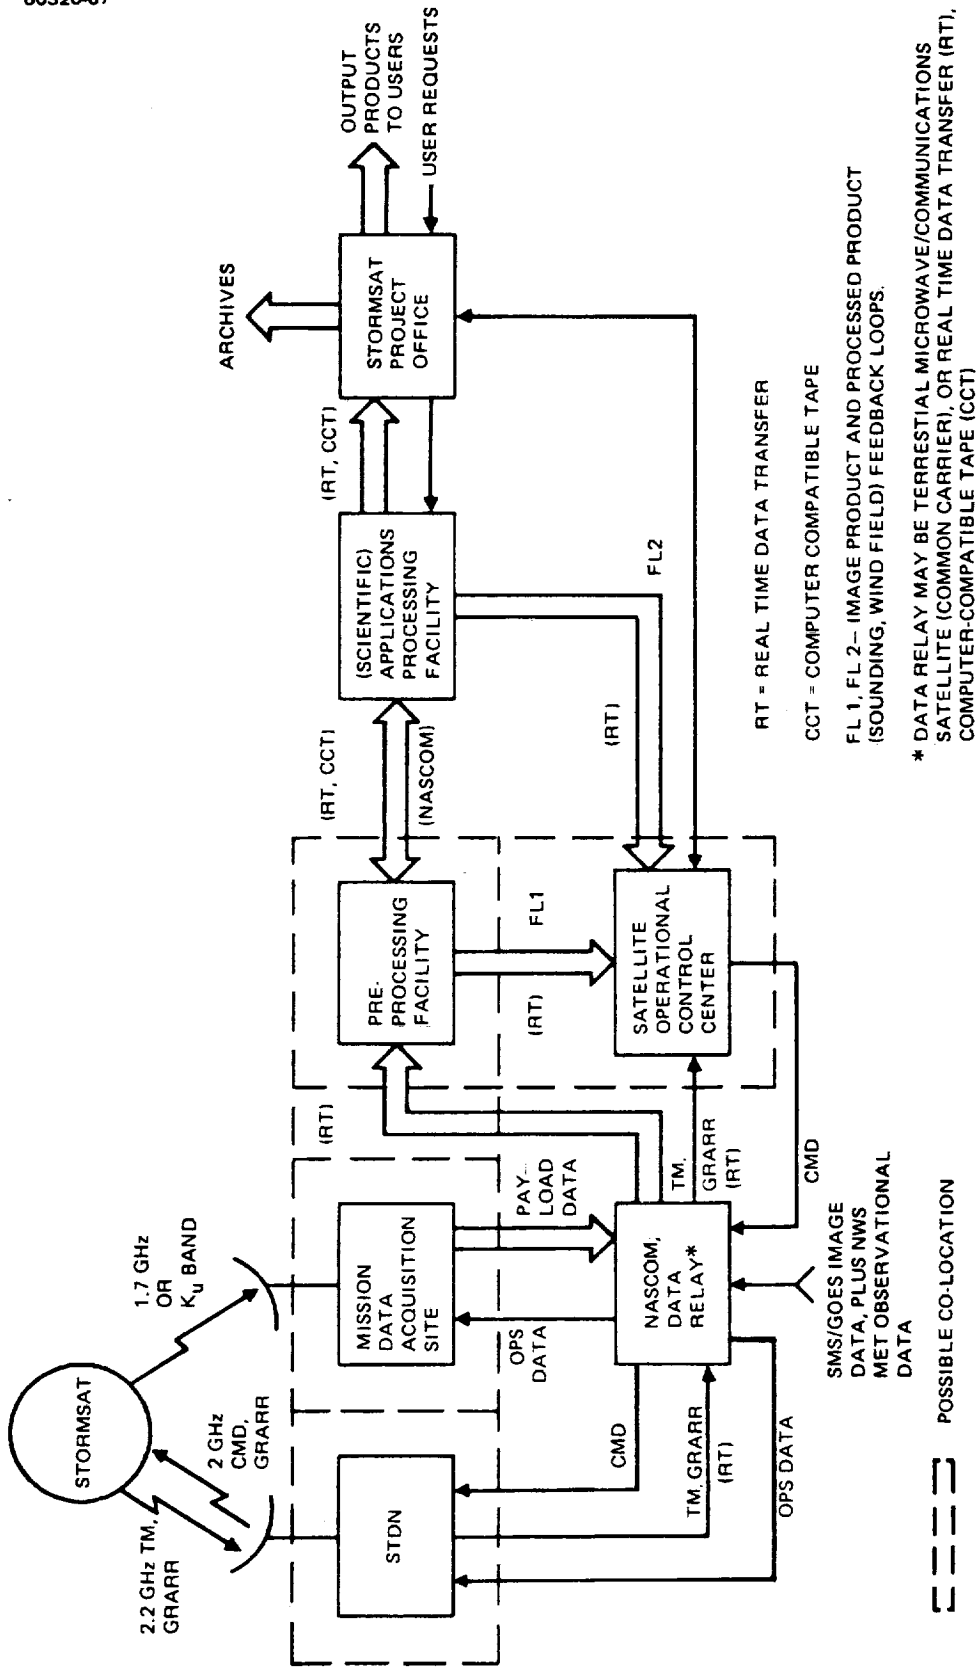 STORMSAT
2.2 GHz TM,
GRARR
2 GHz
CMD,
GRARR
1.7 GHz
OR
Ku BAND
STDN
MISSION
DATA
ACQUISITION
SITE
(RT)
PRE-
PROCESSING
FACILITY
(RT, CCT)
(NASCOM)
(SCIENTIFIC)
APPLICATIONS
PROCESSING
FACILITY
(RT, CCT)
ARCHIVES
STORMSAT
PROJECT
OFFICE
OUTPUT
PRODUCTS
TO USERS
USER REQUESTS
CMD
TM, GRARR
(RT)
OPS DATA
OPS
DATA
PAY-
LOAD
DATA
NASCOM,
DATA
RELAY*
TM,
GRARR
(RT)
(RT)
FL1
SATELLITE
OPERATIONAL
CONTROL
CENTER
(RT)
FL2
CMD
SMS/GOES IMAGE
DATA, PLUS NWS
MET OBSERVATIONAL
DATA
POSSIBLE CO-LOCATION
RT = REAL TIME DATA TRANSFER
CCT = COMPUTER COMPATIBLE TAPE
FL1, FL2 – IMAGE PRODUCT AND PROCESSED PRODUCT
(SOUNDING, WIND FIELD) FEEDBACK LOOPS.
* DATA RELAY MAY BE TERRESTIAL MICROWAVE/COMMUNICATIONS
SATELLITE (COMMON CARRIER), OR REAL TIME DATA TRANSFER (RT),
COMPUTER-COMPATIBLE TAPE (CCT)